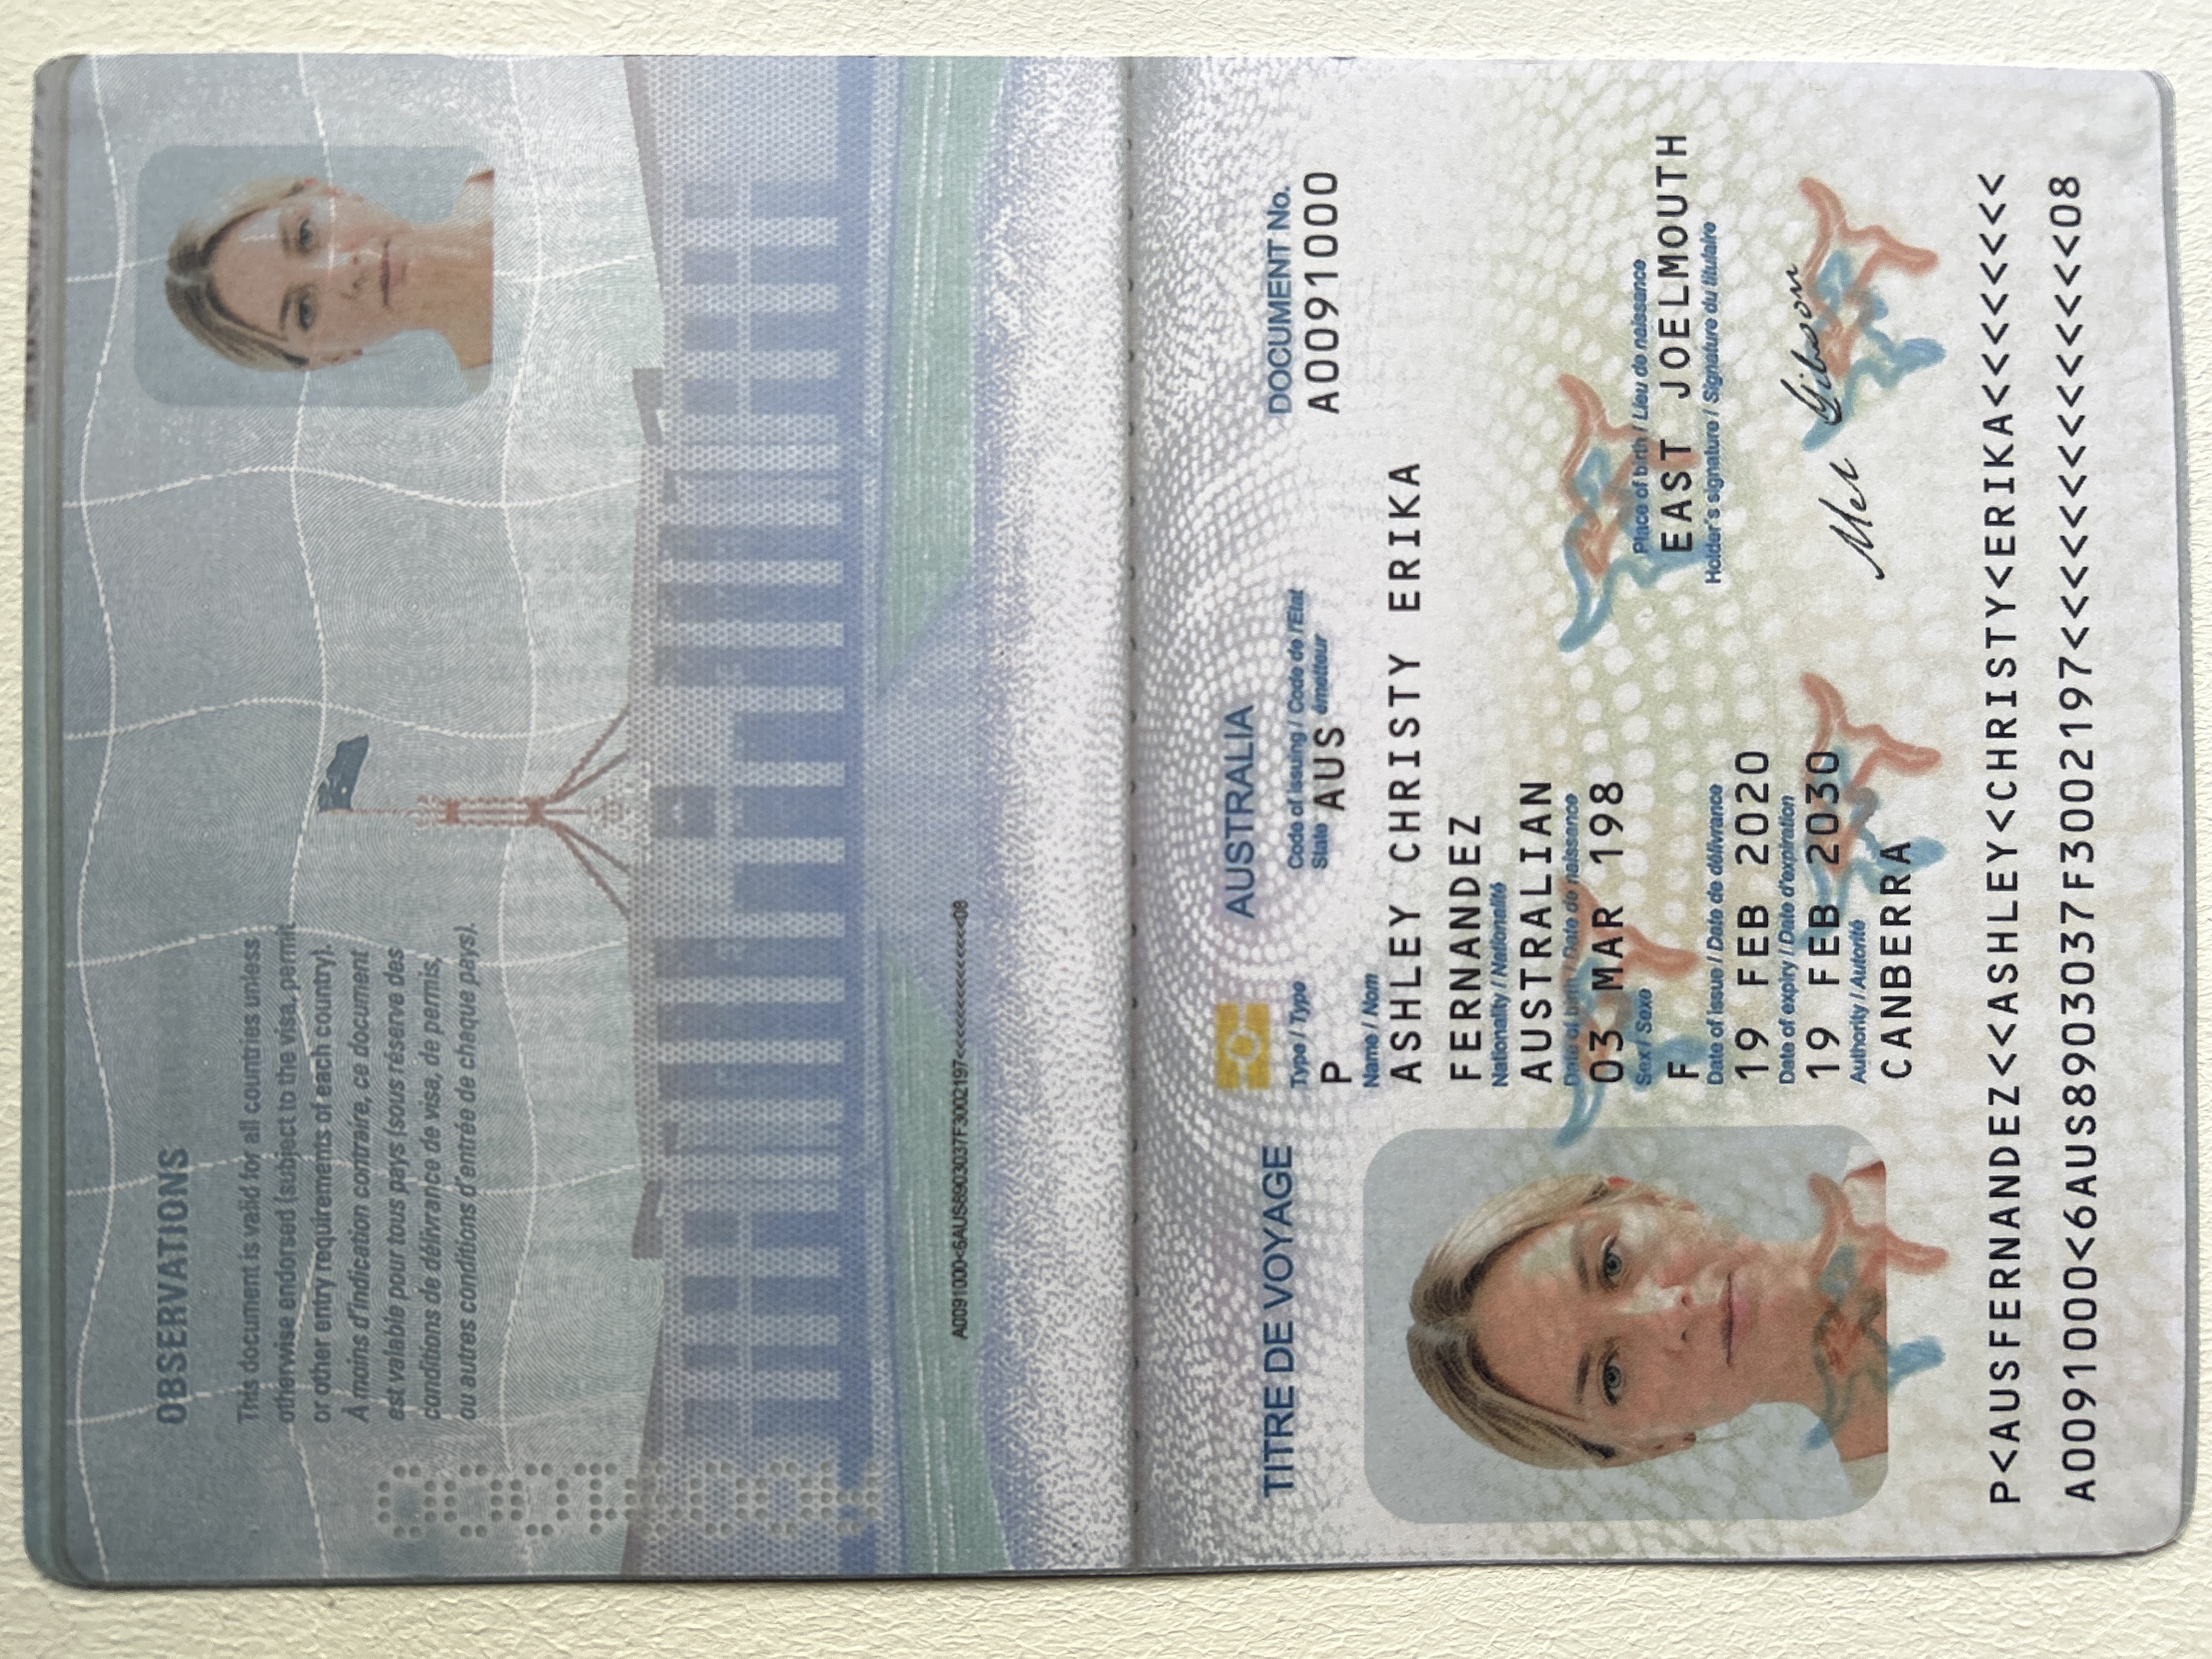 OBSERVATIONS
This document is valid for all countries unless
otherwise endorsed (subject to the visa, permit
or other entry requirements of each country).
À moins d'indication contraire, ce document
est valable pour tous pays (sous réserve des
conditions de délivrance de visa, de permis,
ou autres conditions d'entrée de chaque pays).
A0091000<6AUS8903037F3002197<<<<<<<<<<<<<<08
AUSTRALIA
TITRE DE VOYAGE
DOCUMENT No.
Type / Type
Code of issuing / Code de l'Etat
State émetteur
P
AUS
A0091000
Name / Nom
ASHLEY CHRISTY ERIKA
FERNANDEZ
Nationality / Nationalité
AUSTRALIAN
Date of birth / Date de naissance
03 MAR 198
Sex / Sexe
Place of birth / Lieu de naissance
F
EAST JOELMOUTH
Date of issue / Date de délivrance
Holder's signature / Signature du titulaire
19 FEB 2020
Date of expiry / Date d'expiration
19 FEB 2030
Mel Gibson
Authority / Autorité
CANBERRA
P<AUSFERNANDEZ<<ASHLEY<CHRISTY<ERIKA<<<<<<<<
A0091000<6AUS8903037F3002197<<<<<<<<<<<<<<08